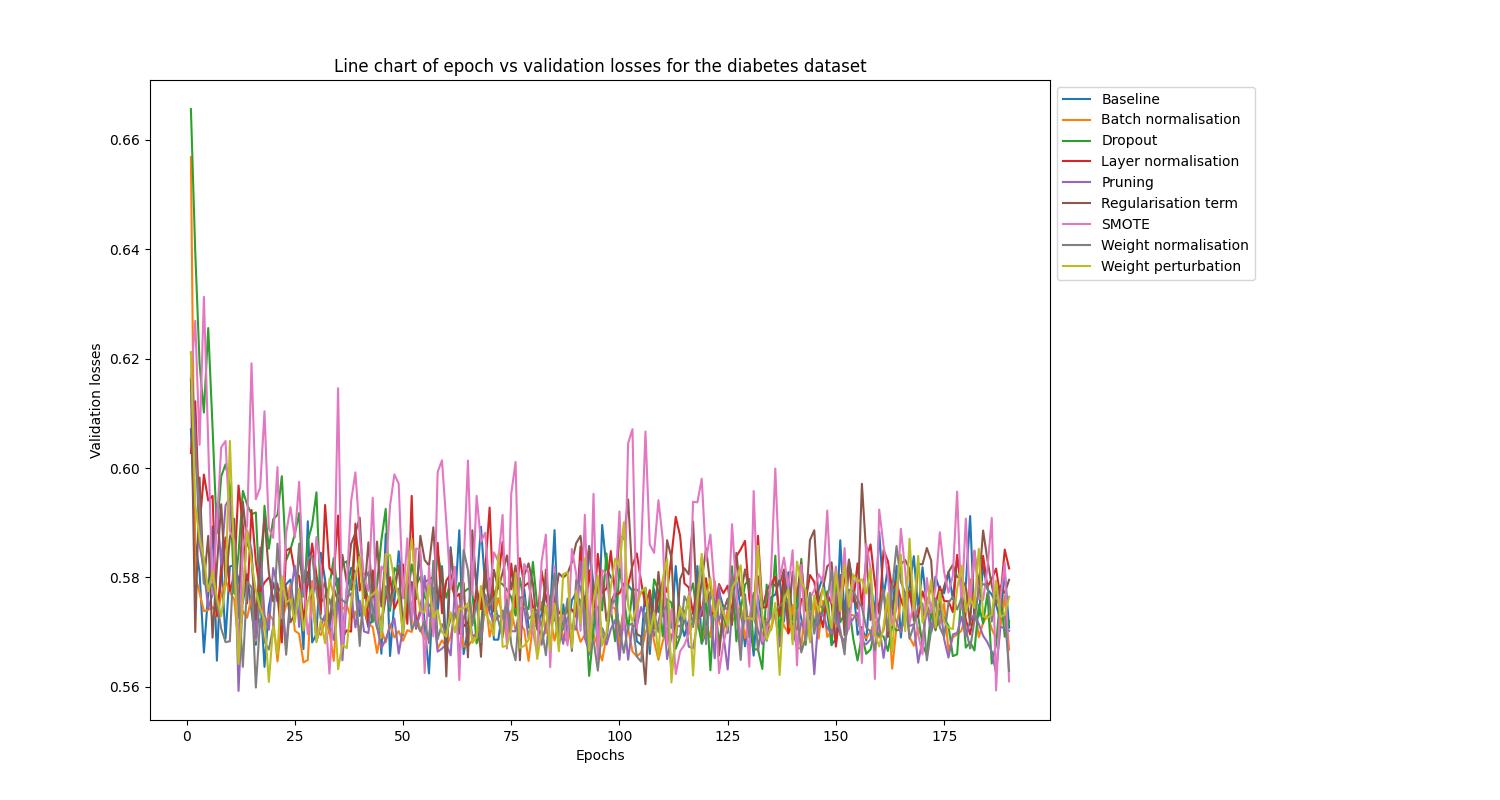 Line chart of epoch vs validation losses for the diabetes dataset
Baseline
Batch normalisation
Dropout
Layer normalisation
Pruning
Regularisation term
SMOTE
Weight normalisation
Weight perturbation
Validation losses
0.66
0.64
0.62
0.60
0.58
0.56
0 25 50 75 100 125 150 175
Epochs